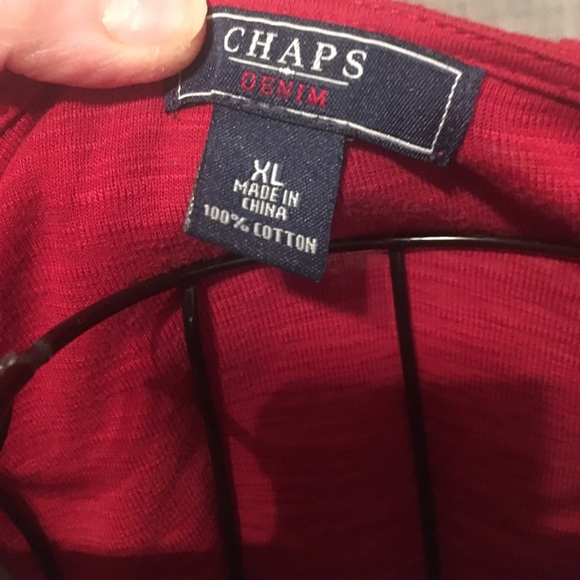 CHAPS
DENIM
XL
MADE IN
CHINA
100% COTTON